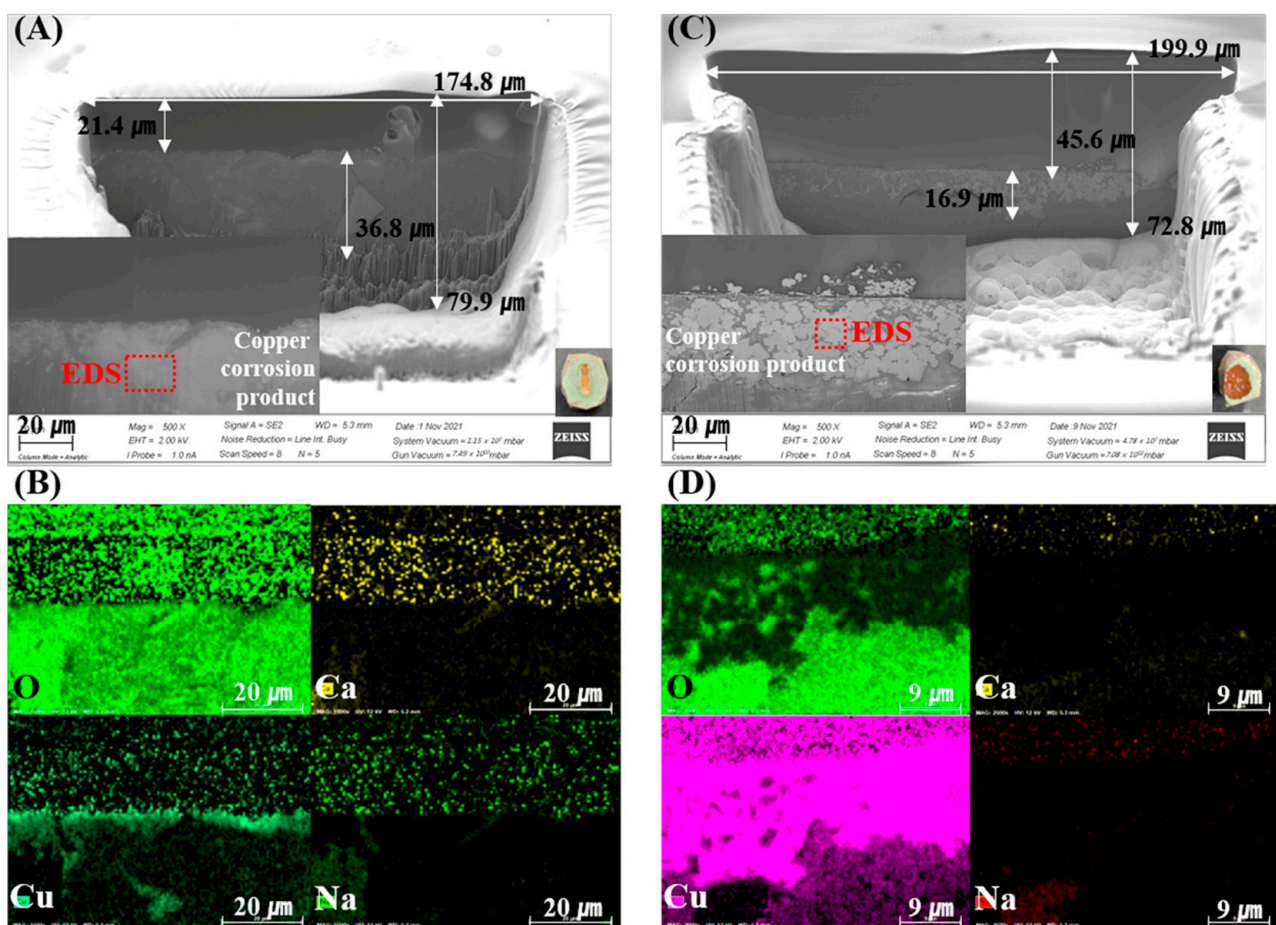 (A)
174.8 µm
21.4 µm
36.8 µm
79.9 µm
EDS
Copper
corrosion
product
20 µm
Mag = 500 X
Signal A = SE2
WD = 5.3 mm
Date :1 Nov 2021
EHT = 2.00 kV
Noise Reduction = Line Int. Busy
I Probe = 1.0 nA
Scan Speed = 8
N = 5
Column Mode = Analytic
ZEISS
(C)
199.9 µm
45.6 µm
16.9 µm
72.8 µm
EDS
Copper
corrosion product
20 µm
Mag = 500 X
Signal A = SE2
WD = 5.3 mm
Date :9 Nov 2021
EHT = 2.00 kV
Noise Reduction = Line Int. Busy
I Probe = 1.0 nA
Scan Speed = 8
N = 5
Column Mode = Analytic
ZEISS
(B)
O
20 µm
Ca
20 µm
Cu
20 µm
Na
20 µm
(D)
O
9 µm
Ca
9 µm
Cu
9 µm
Na
9 µm